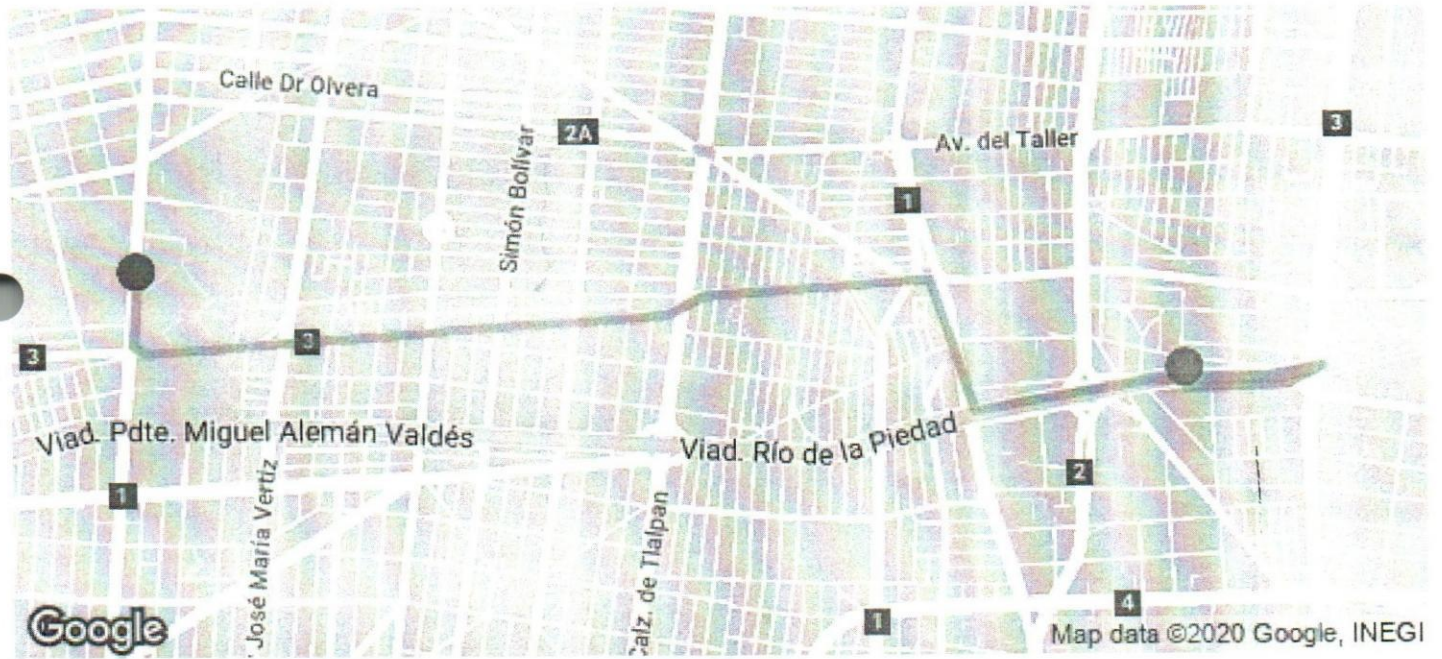 Calle Dr Olvera
2A
Simón Bolívar
Av. del Taller
3
1
3
3
Viad. Pdte. Miguel Alemán Valdés
Viad. Río de la Piedad
1
2
José María Vertiz
Calz. de Tlalpan
1
4
Google
Map data ©2020 Google, INEGI